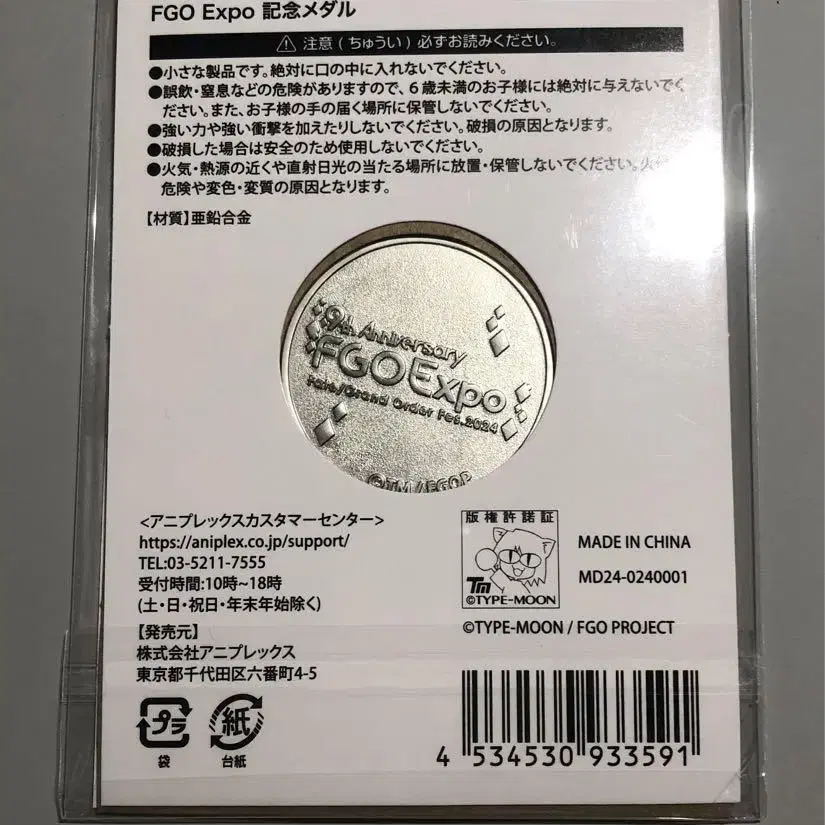 FGO Expo 記念メダル
⚠ 注意(ちゅうい)必ずお読みください。
●小さな製品です。絶対に口の中に入れないでください。
●誤飲・窒息などの危険がありますので、6歳未満のお子様には絶対に与えないでく
ださい。また、お子様の手の届く場所に保管しないでください。
●強い力や強い衝撃を加えたりしないでください。破損の原因となります。
●破損した場合は安全のため使用しないでください。
●火気・熱源の近くや直射日光の当たる場所に放置・保管しないでください。
危険や変色・変質の原因となります。
【材質】亜鉛合金
9th Anniversary
FGO Expo
Fate/Grand Order Fes.2024
©TM/FGOP
<アニプレックスカスタマーセンター>
https://aniplex.co.jp/support/
TEL:03-5211-7555
受付時間:10時~18時
(土・日・祝日・年末年始除く)
【発売元】
株式会社アニプレックス
東京都千代田区六番町4-5
プラ
袋
紙
台紙
版権許諾証
TM
©TYPE-MOON
MADE IN CHINA
MD24-0240001
©TYPE-MOON / FGO PROJECT
4 534530 933591